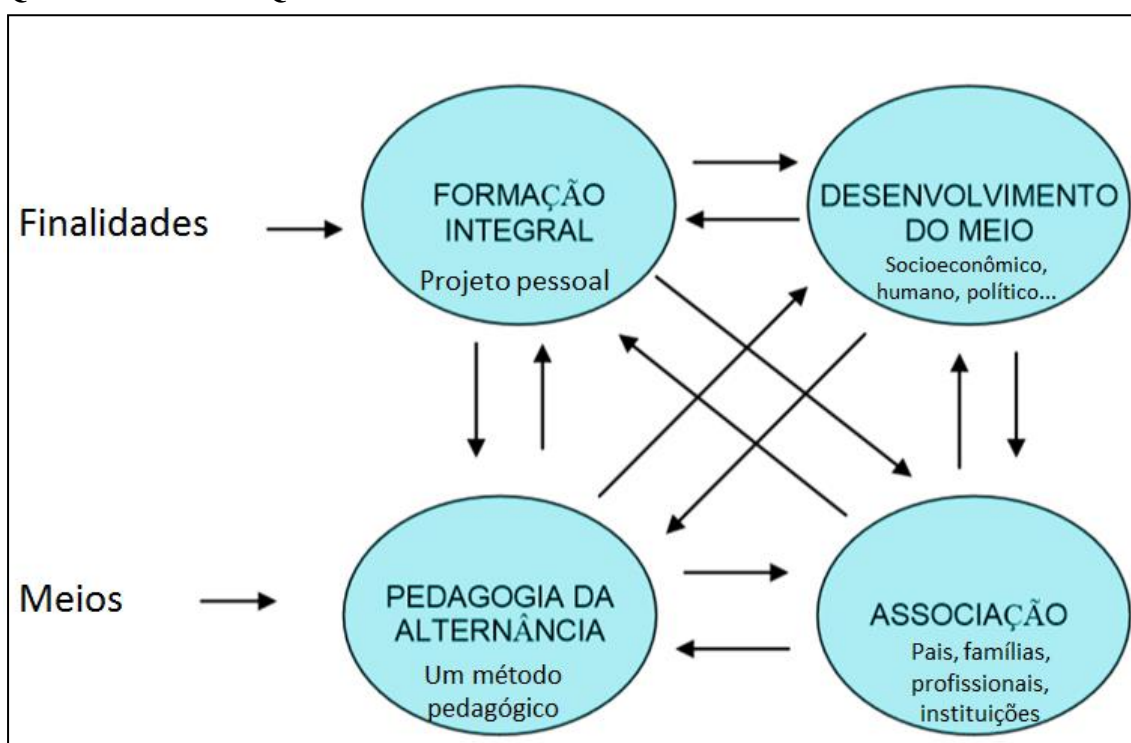 Finalidades
FORMAÇÃO
INTEGRAL
Projeto pessoal
DESENVOLVIMENTO
DO MEIO
Socioeconômico,
humano, político...
Meios
PEDAGOGIA DA
ALTERNÂNCIA
Um método
pedagógico
ASSOCIAÇÃO
Pais, famílias,
profissionais,
instituições